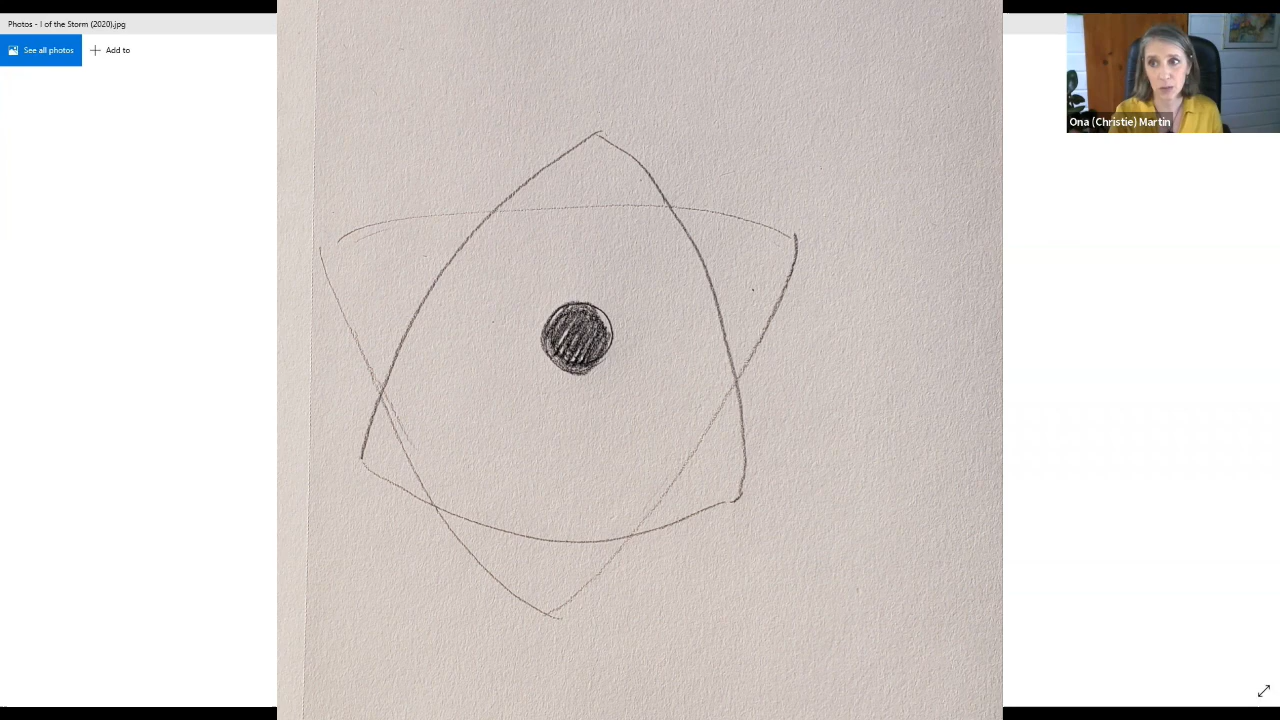 Photos - I of the Storm (2020).jpg
See all photos
Add to
Ona (Christie) Martin